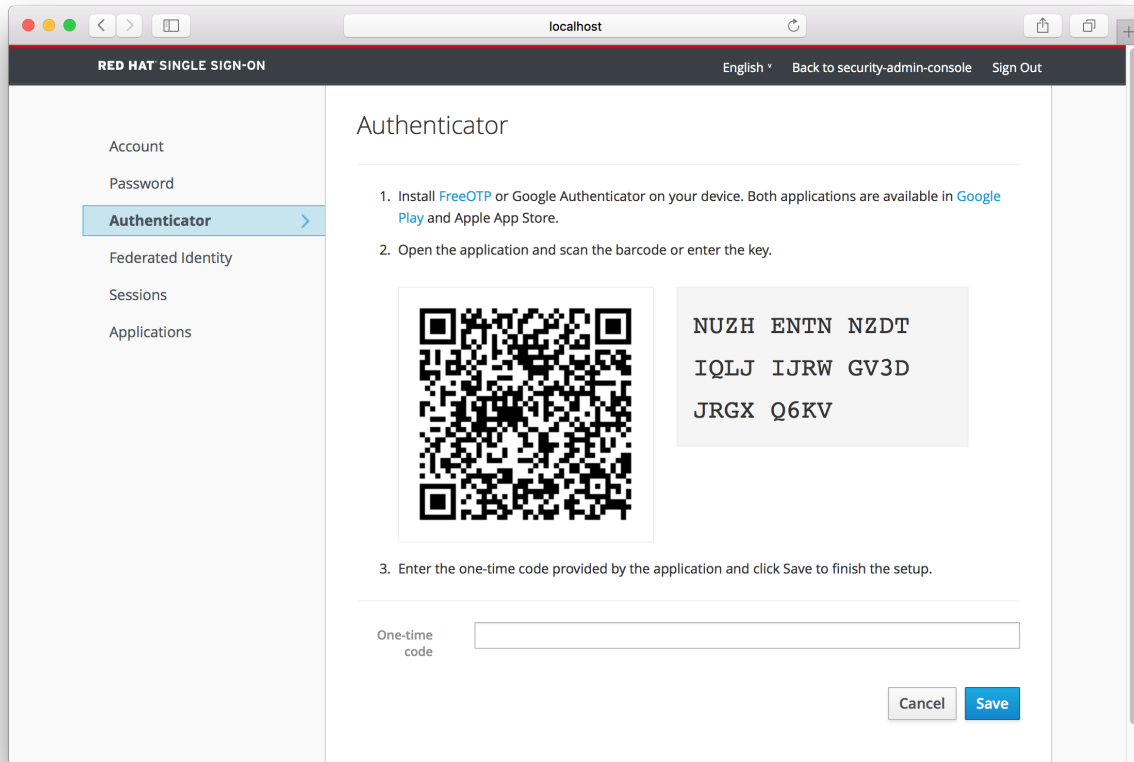 localhost
RED HAT SINGLE SIGN-ON
English Back to security-admin-console Sign Out
Account
Password
Authenticator
Federated Identity
Sessions
Applications
Authenticator
1. Install FreeOTP or Google Authenticator on your device. Both applications are available in Google
Play and Apple App Store.
2. Open the application and scan the barcode or enter the key.
NUZH ENTN NZDT
IQLJ IJRW GV3D
JRGX Q6KV
3. Enter the one-time code provided by the application and click Save to finish the setup.
One-time
code
Cancel Save